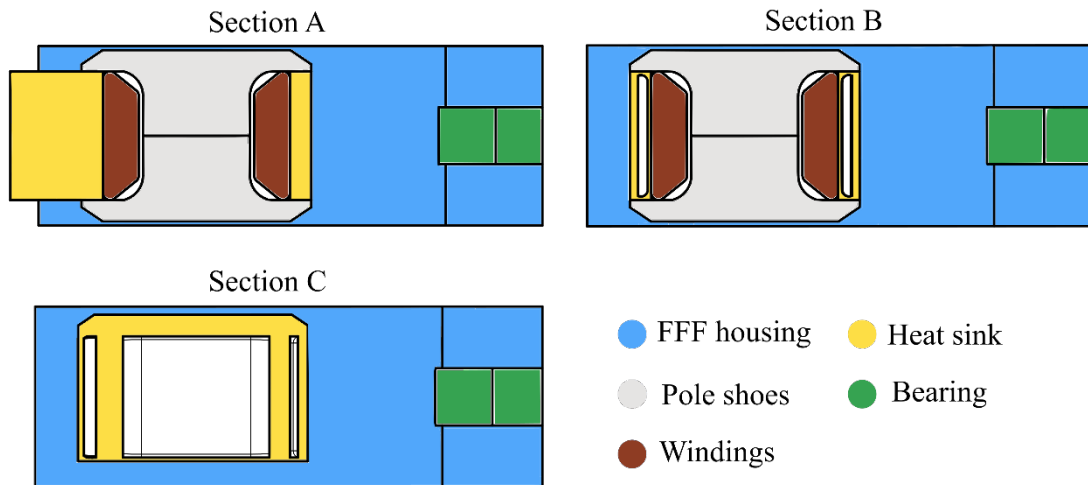 Section A
Section B
Section C
FFF housing
Heat sink
Pole shoes
Bearing
Windings